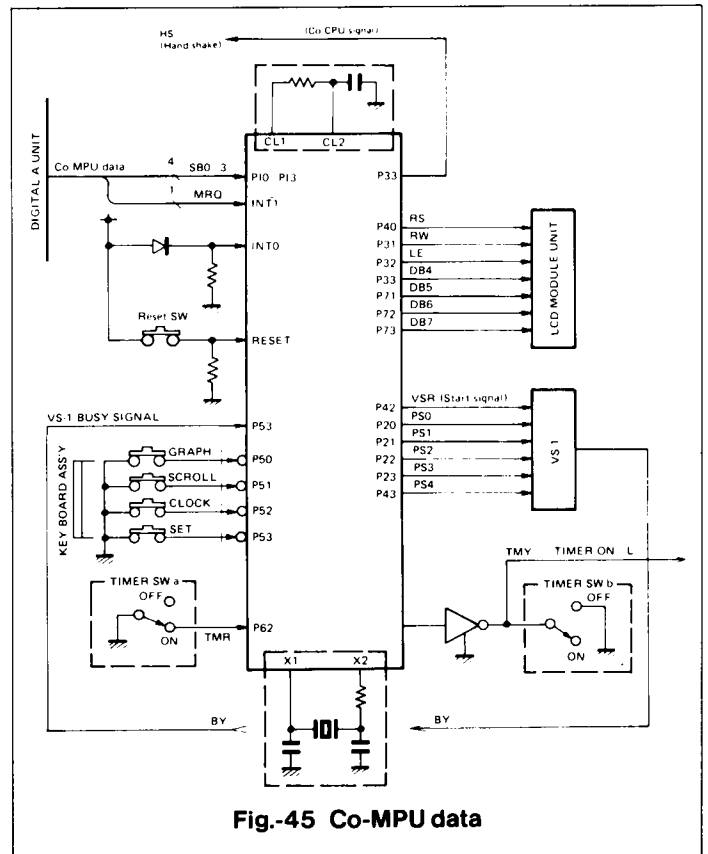 HS
(Hand shake)
(Co CPU signal)
CL1 CL2
DIGITAL A UNIT
Co MPU data
4 SB0 3
1 MRQ
PI0 PI3
INT1
INT0
Reset SW
RESET
P33
P40 RS
P31 RW
P32 LE
P33 DB4
P71 DB5
P72 DB6
P73 DB7
LCD MODULE UNIT
VS-1 BUSY SIGNAL
P53
KEY BOARD ASS'Y
GRAPH P50
SCROLL P51
CLOCK P52
SET P53
P42 VSR (Start signal)
P20 PS0
P21 PS1
P22 PS2
P23 PS3
P43 PS4
VS 1
TIMER SW a
OFF
ON
TMR
P62
TMY TIMER ON L
TIMER SW b
OFF
ON
X1 X2
BY
BY
Fig.-45 Co-MPU data